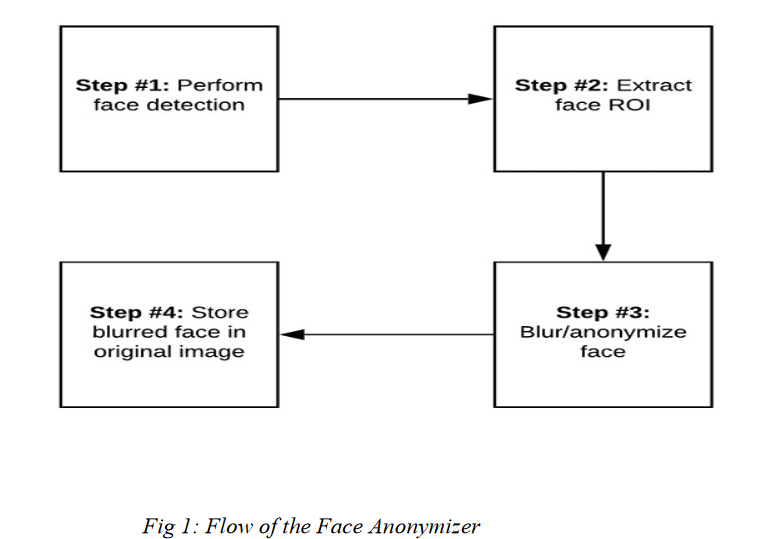 Step #1: Perform
face detection
Step #2: Extract
face ROI
Step #3:
Blur/anonymize
face
Step #4: Store
blurred face in
original image
Fig 1: Flow of the Face Anonymizer